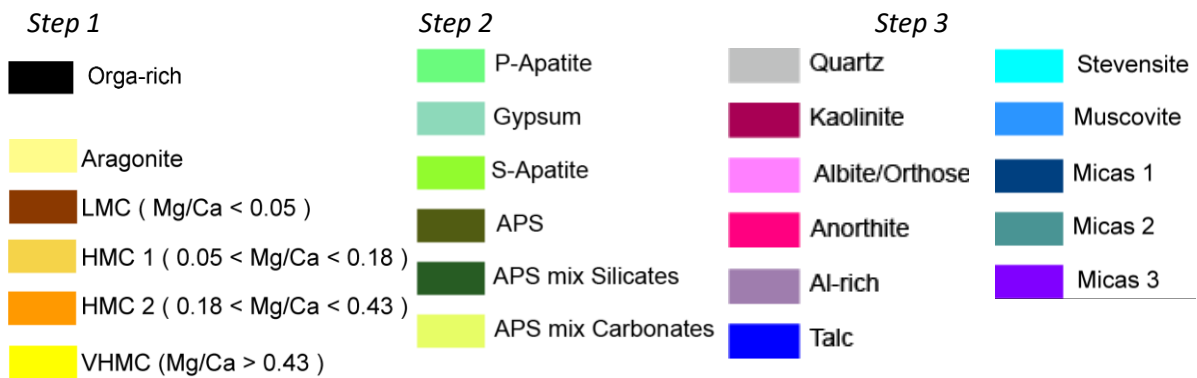 Step 1
Orga-rich
Aragonite
LMC ( Mg/Ca < 0.05 )
HMC 1 ( 0.05 < Mg/Ca < 0.18 )
HMC 2 ( 0.18 < Mg/Ca < 0.43 )
VHMC (Mg/Ca > 0.43 )
Step 2
P-Apatite
Gypsum
S-Apatite
APS
APS mix Silicates
APS mix Carbonates
Step 3
Quartz
Kaolinite
Albite/Orthose
Anorthite
Al-rich
Talc
Stevensite
Muscovite
Micas 1
Micas 2
Micas 3